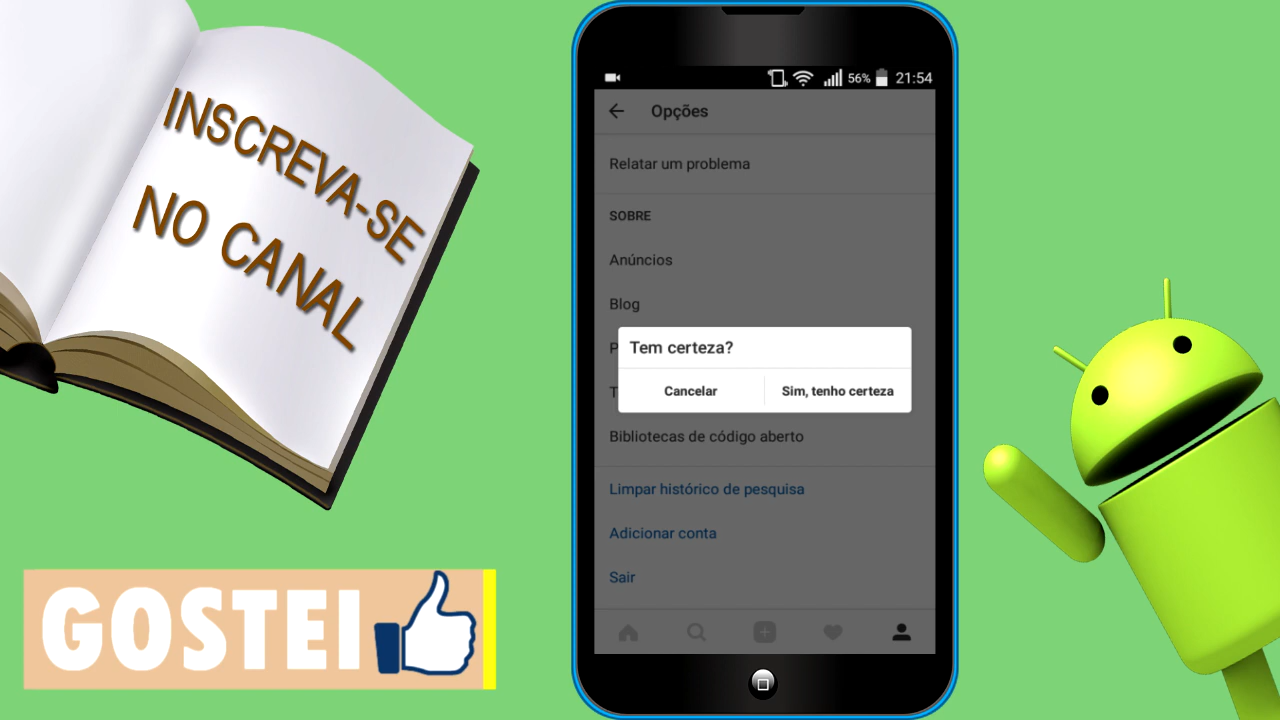 INSCREVA-SE
NO CANAL
GOSTEI
56% 21:54
Opções
Relatar um problema
SOBRE
Anúncios
Blog
P
Tem certeza?
T
Cancelar
Sim, tenho certeza
Bibliotecas de código aberto
Limpar histórico de pesquisa
Adicionar conta
Sair